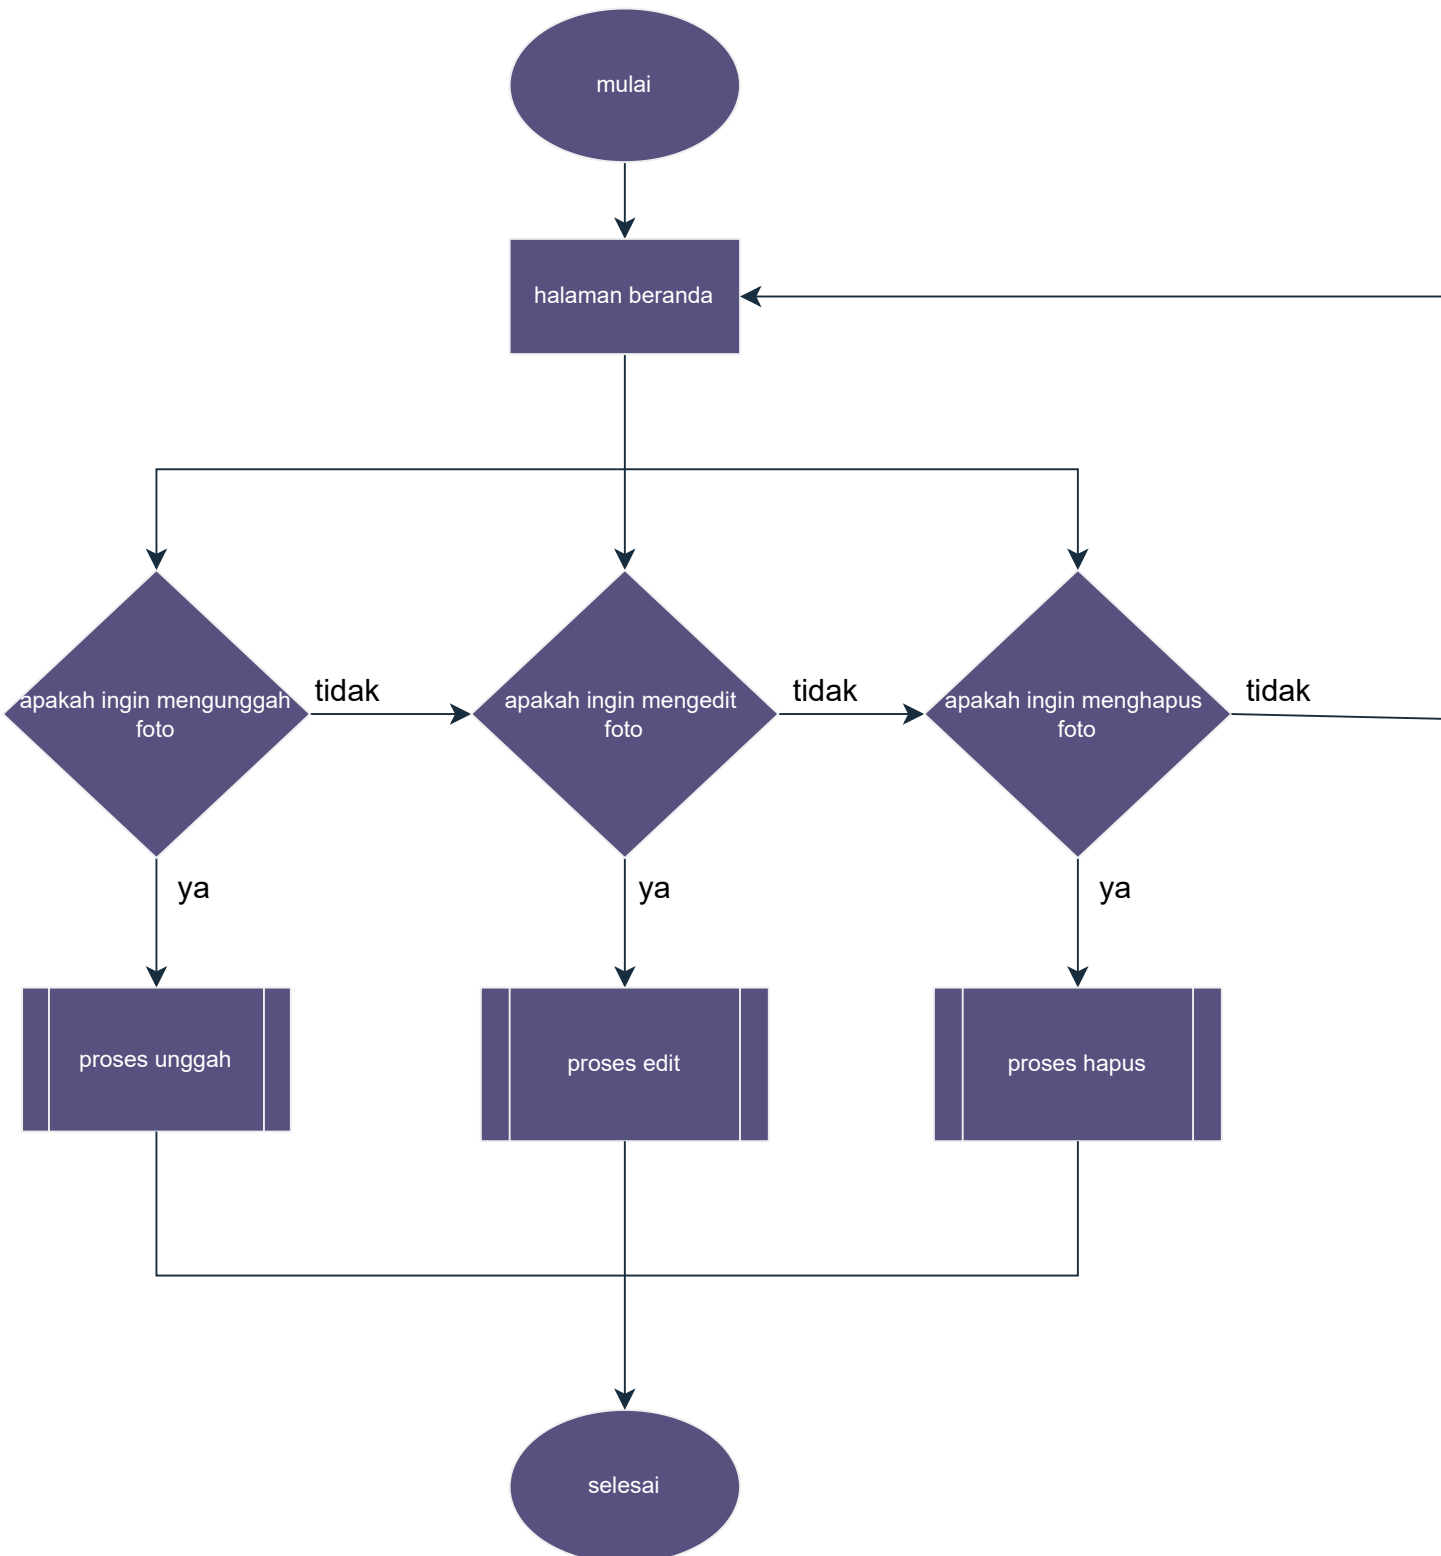 mulai
halaman beranda
apakah ingin mengunggah
foto
tidak
apakah ingin mengedit
foto
tidak
apakah ingin menghapus
foto
tidak
ya
ya
ya
proses unggah
proses edit
proses hapus
selesai